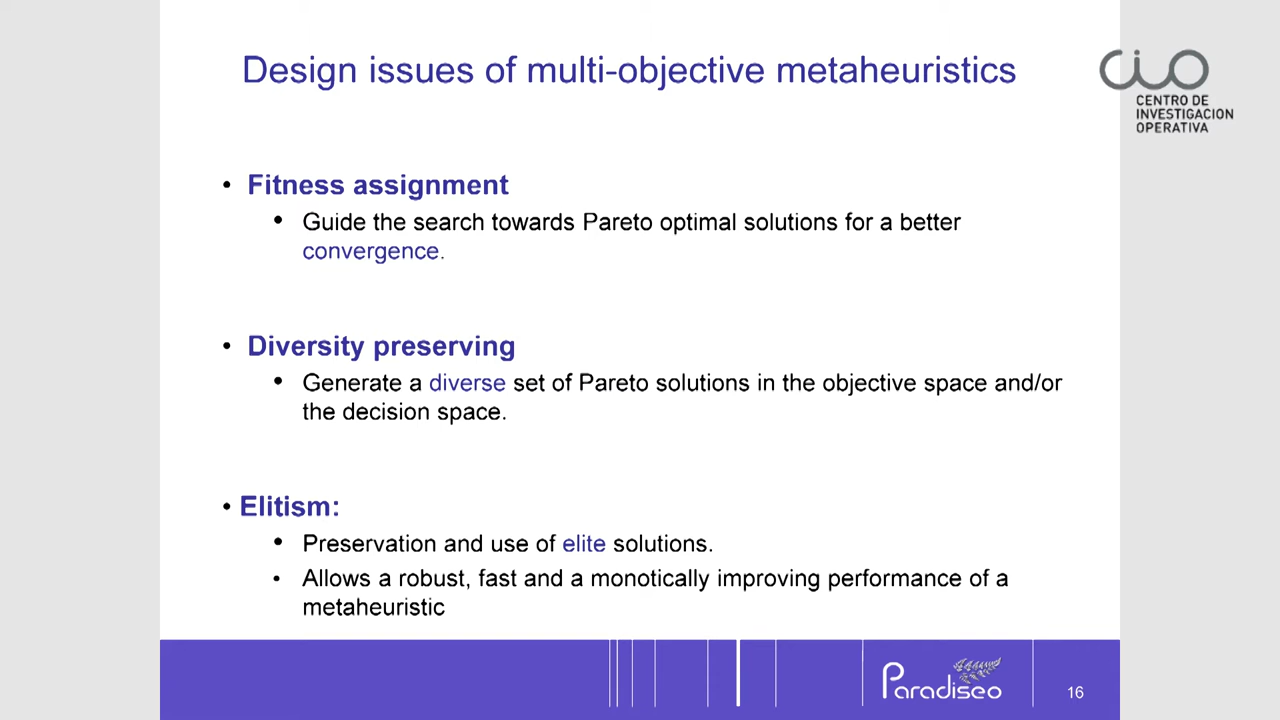 Design issues of multi-objective metaheuristics
CIO
CENTRO DE
INVESTIGACION
OPERATIVA
• Fitness assignment
• Guide the search towards Pareto optimal solutions for a better
convergence.
• Diversity preserving
• Generate a diverse set of Pareto solutions in the objective space and/or
the decision space.
• Elitism:
• Preservation and use of elite solutions.
• Allows a robust, fast and a monotically improving performance of a
metaheuristic
Paradiseo
16